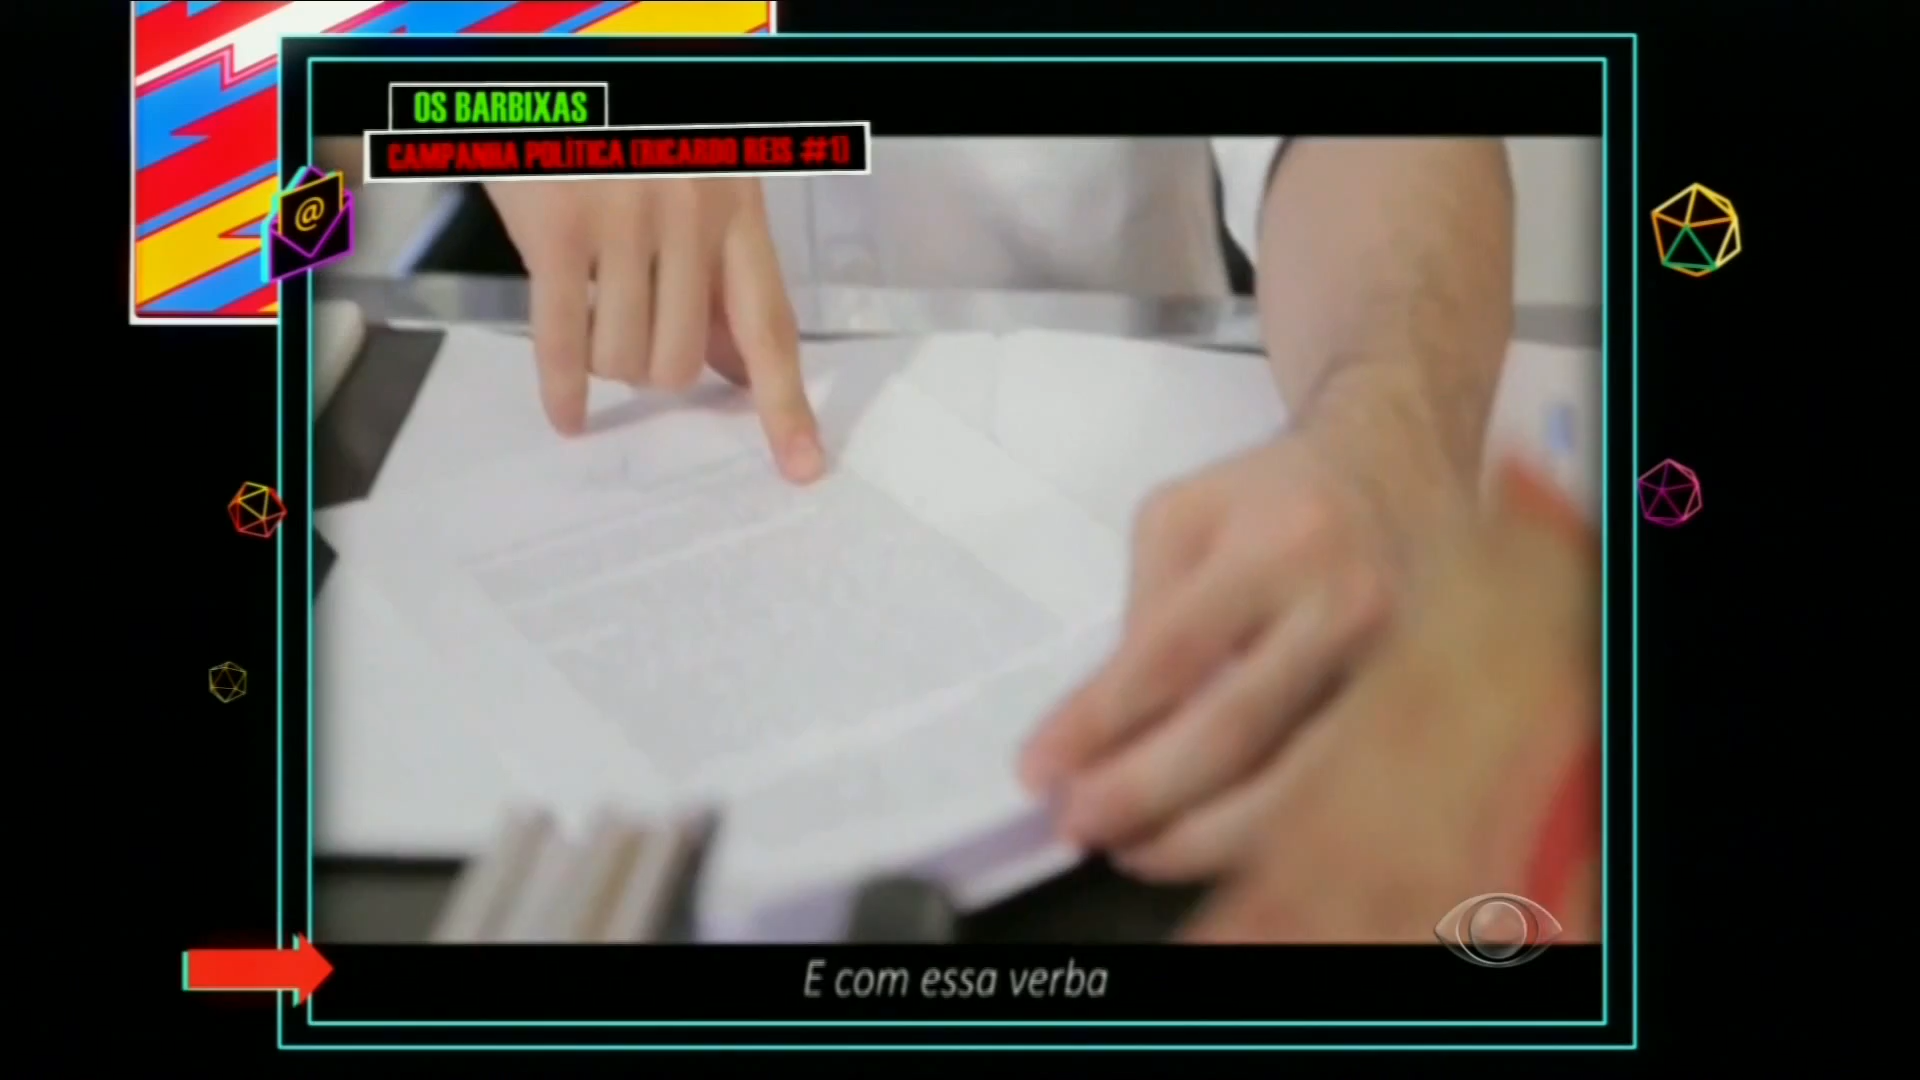 OS BARBIXAS
CAMPANHA POLÍTICA (RICARDO REIS #1)
@
E com essa verba